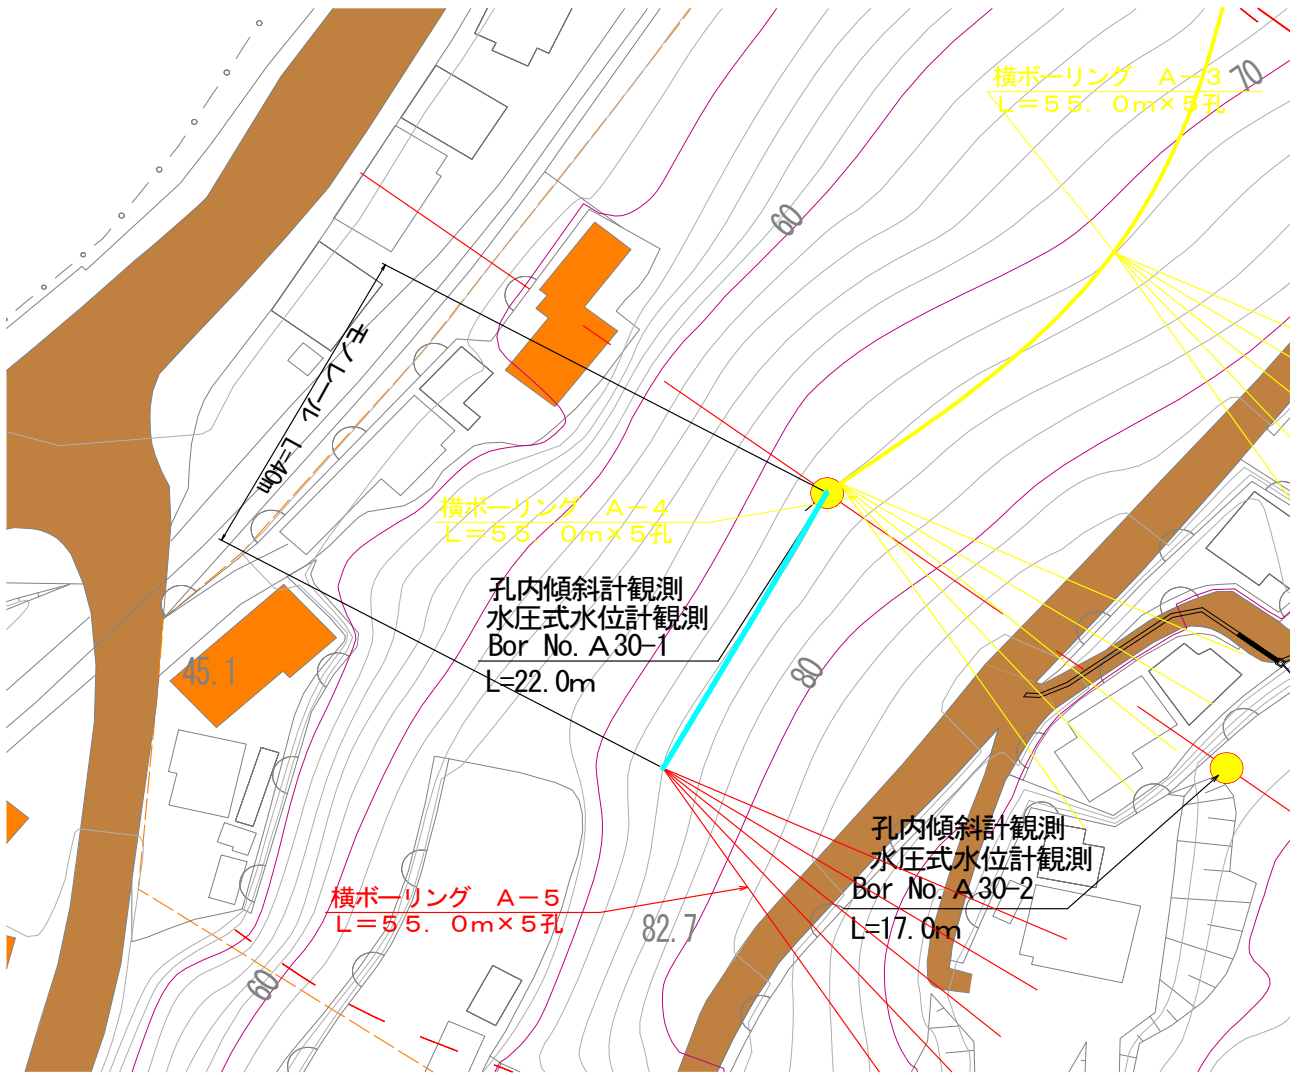 横ボーリング　A－3
L＝55．0m×5孔
70
60
モノレール L=40m
横ボーリング　A－4
L＝55．0m×5孔
孔内傾斜計観測
水圧式水位計観測
Bor No.A30-1
L=22.0m
45.1
80
孔内傾斜計観測
水圧式水位計観測
Bor No.A30-2
L=17.0m
横ボーリング　A－5
L＝55．0m×5孔
82.7
60